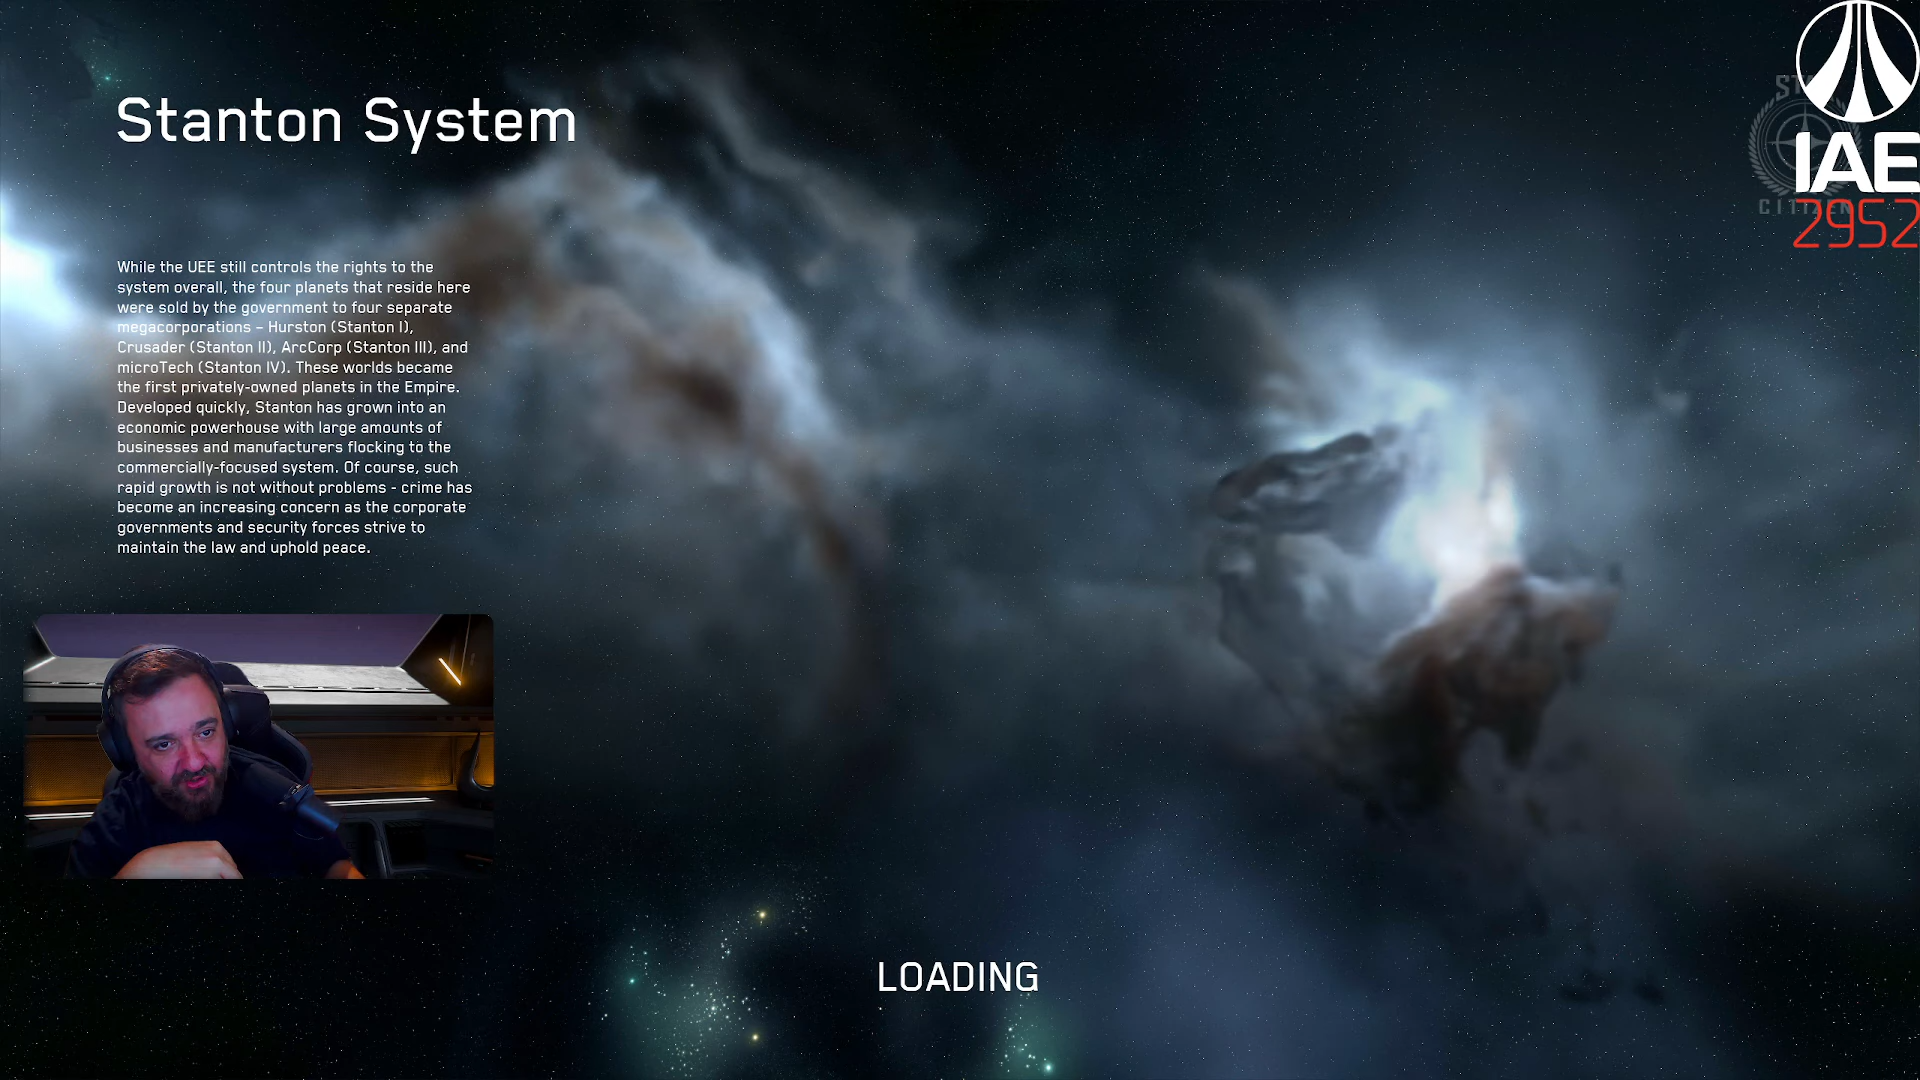 Stanton System
While the UEE still controls the rights to the
system overall, the four planets that reside here
were sold by the government to four separate
megacorporations – Hurston (Stanton I),
Crusader (Stanton II), ArcCorp (Stanton III), and
microTech (Stanton IV). These worlds became
the first privately-owned planets in the Empire.
Developed quickly, Stanton has grown into an
economic powerhouse with large amounts of
businesses and manufacturers flocking to the
commercially-focused system. Of course, such
rapid growth is not without problems - crime has
become an increasing concern as the corporate
governments and security forces strive to
maintain the law and uphold peace.
IAE
2952
LOADING